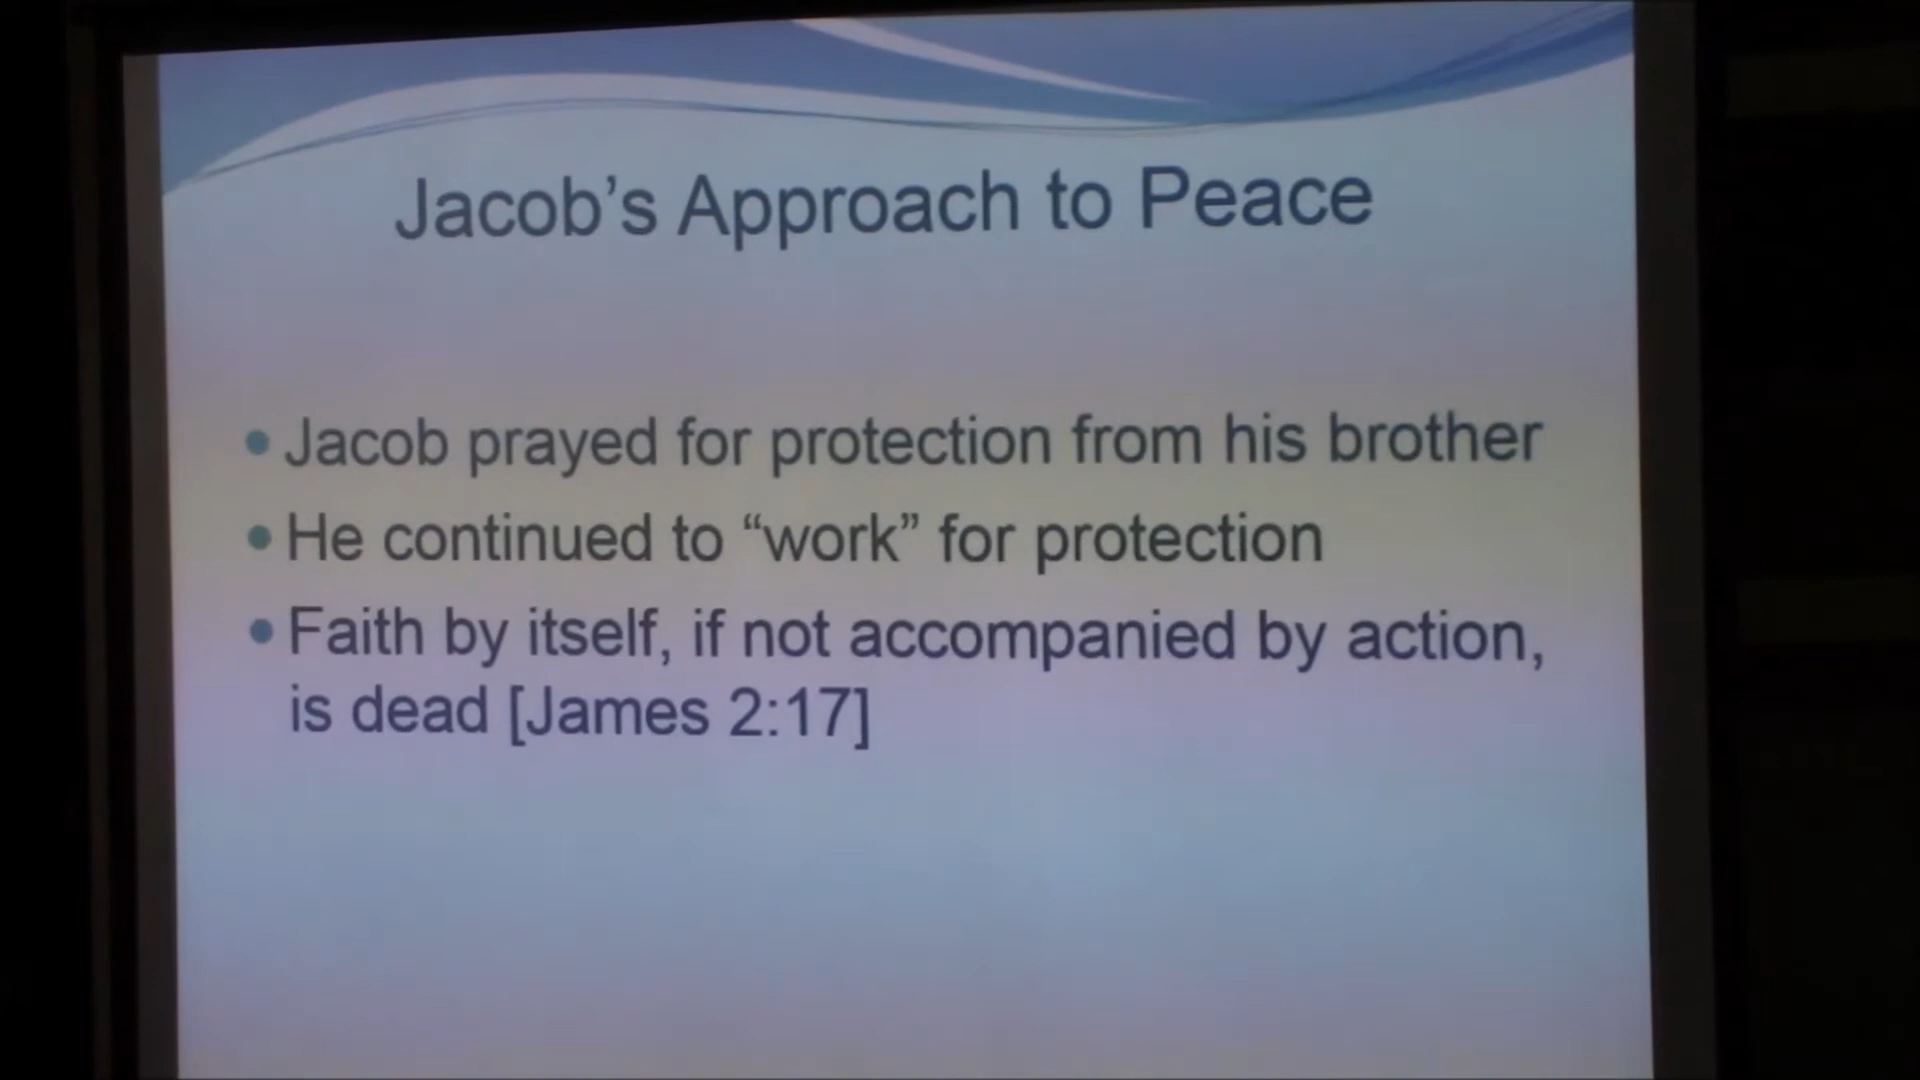 Jacob’s Approach to Peace
• Jacob prayed for protection from his brother
• He continued to “work” for protection
• Faith by itself, if not accompanied by action,
is dead [James 2:17]